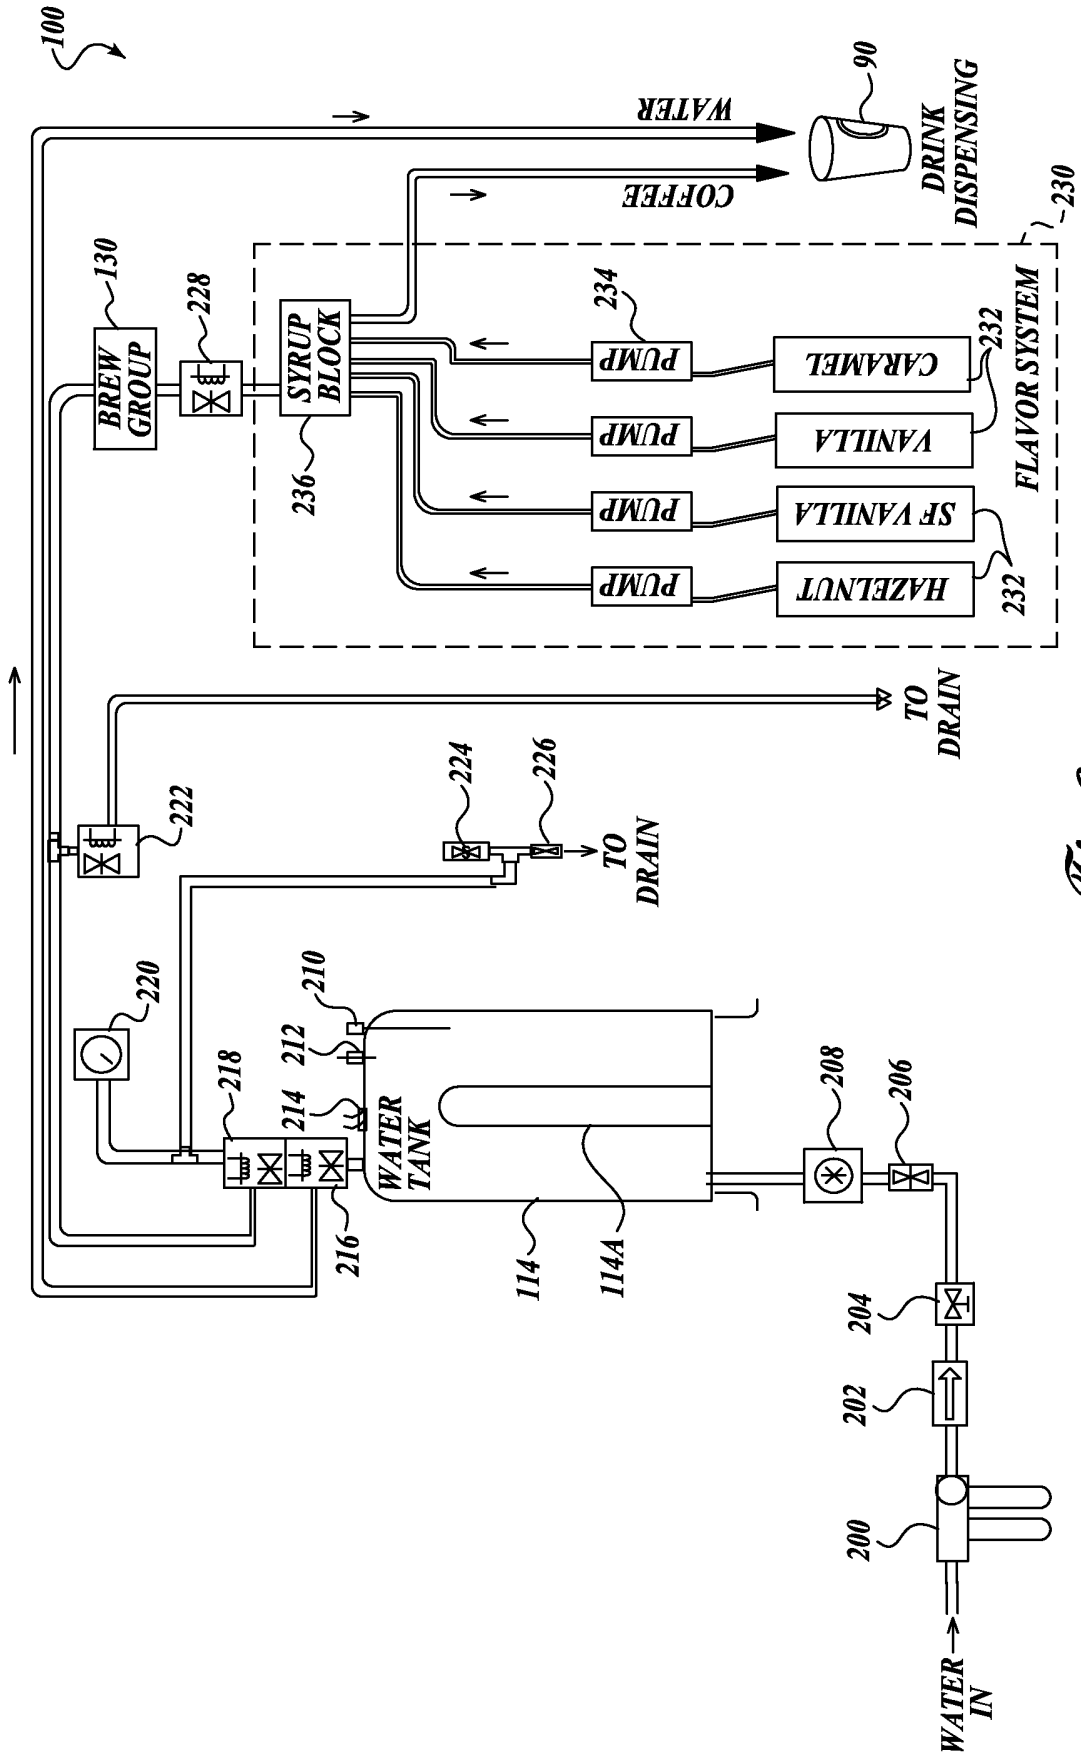 100
WATER
COFFEE
90
DRINK
DISPENSING
130
BREW
GROUP
228
SYRUP
BLOCK
236
234
PUMP
PUMP
PUMP
PUMP
CARAMEL
VANILLA
SF VANILLA
HAZELNUT
232
232
FLAVOR SYSTEM
230
222
TO
DRAIN
224
226
TO
DRAIN
220
218
216
214
212
210
WATER
TANK
114
114A
208
206
204
202
200
WATER
IN